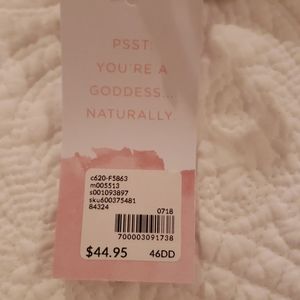 PSST:
YOU'RE A
GODDESS...
NATURALLY
c620-F5863
m005513
s001093897
sku600375481
84324
0718
700003091738
$44.95 46DD